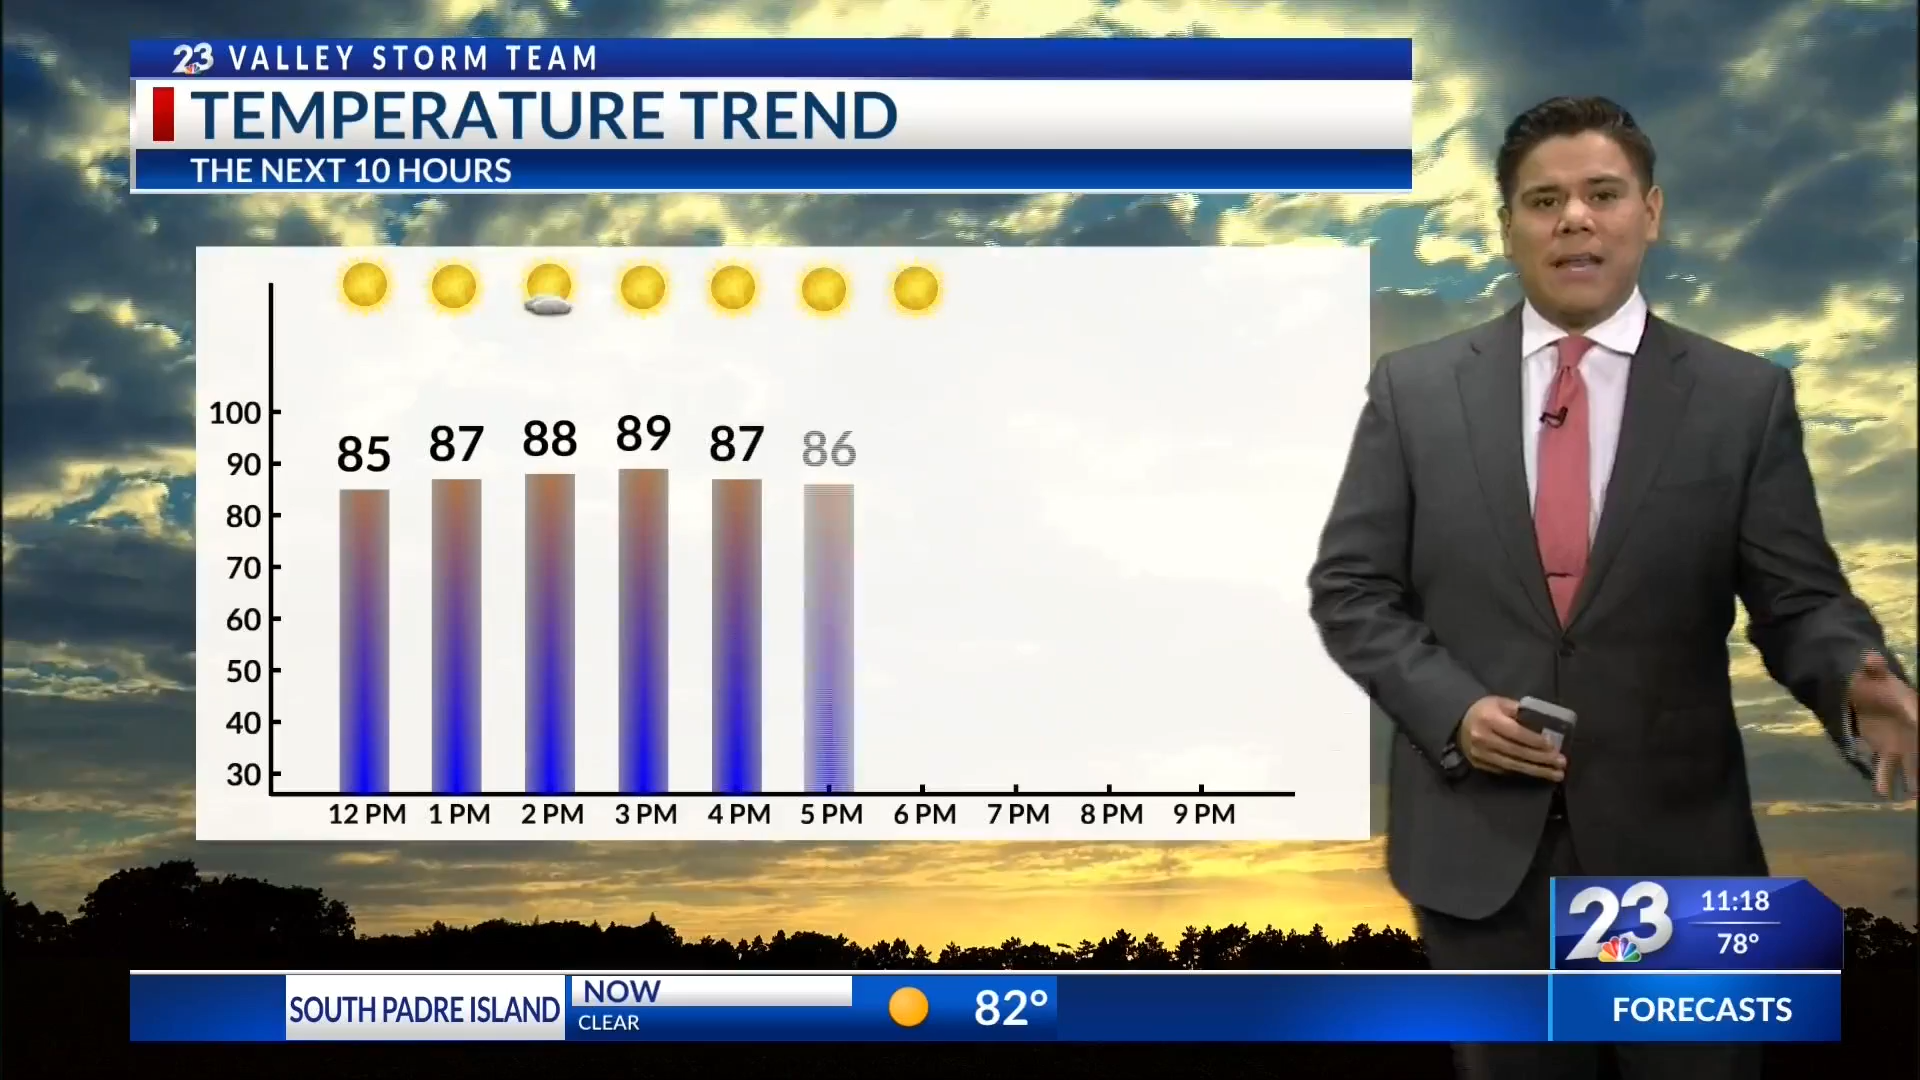 23 VALLEY STORM TEAM
TEMPERATURE TREND
THE NEXT 10 HOURS
100
90
80
70
60
50
40
30
85
87
88
89
87
86
12 PM 1 PM 2 PM 3 PM 4 PM 5 PM 6 PM 7 PM 8 PM 9 PM
23
11:18
78°
SOUTH PADRE ISLAND
NOW
CLEAR
82°
FORECASTS